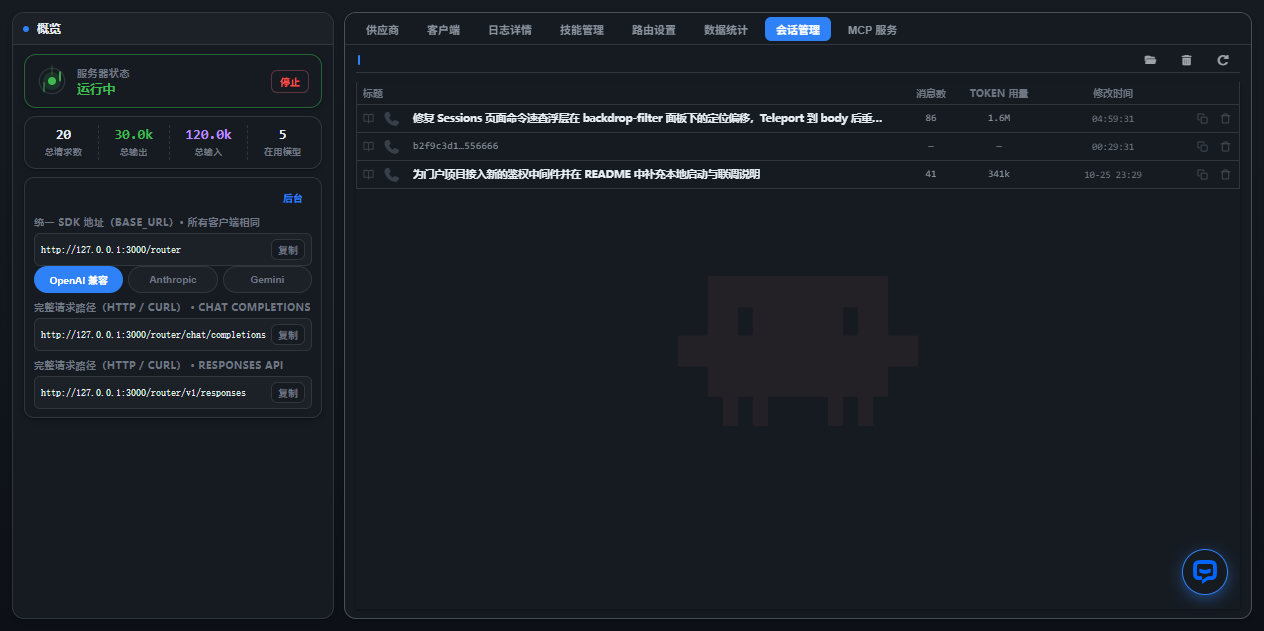 概览
服务器状态
运行中
停止
20 30.0k 120.0k 5
总请求数 总输出 总输入 在用模型
后台
统一 SDK 地址（BASE_URL）• 所有客户端相同
http://127.0.0.1:3000/router 复制
OpenAI 兼容 Anthropic Gemini
完整请求路径（HTTP / CURL） • CHAT COMPLETIONS
http://127.0.0.1:3000/router/chat/completions 复制
完整请求路径（HTTP / CURL） • RESPONSES API
http://127.0.0.1:3000/router/v1/responses 复制
供应商 客户端 日志详情 技能管理 路由设置 数据统计 会话管理 MCP 服务
标题 消息数 TOKEN 用量 修改时间
修复 Sessions 页面命令速查浮层在 backdrop-filter 面板下的定位偏移，Teleport 到 body 后重... 86 1.6M 04:59:31
b2f9c3d1…556666 — — 00:29:31
为门户项目接入新的鉴权中间件并在 README 中补充本地启动与联调说明 41 341k 10-25 23:29